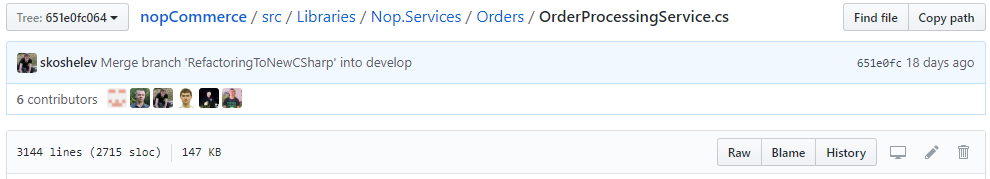 Tree: 651e0fc064 nopCommerce / src / Libraries / Nop.Services / Orders / OrderProcessingService.cs Find file Copy path
skoshelev Merge branch 'RefactoringToNewCSharp' into develop 651e0fc 18 days ago
6 contributors
3144 lines (2715 sloc) 147 KB Raw Blame History